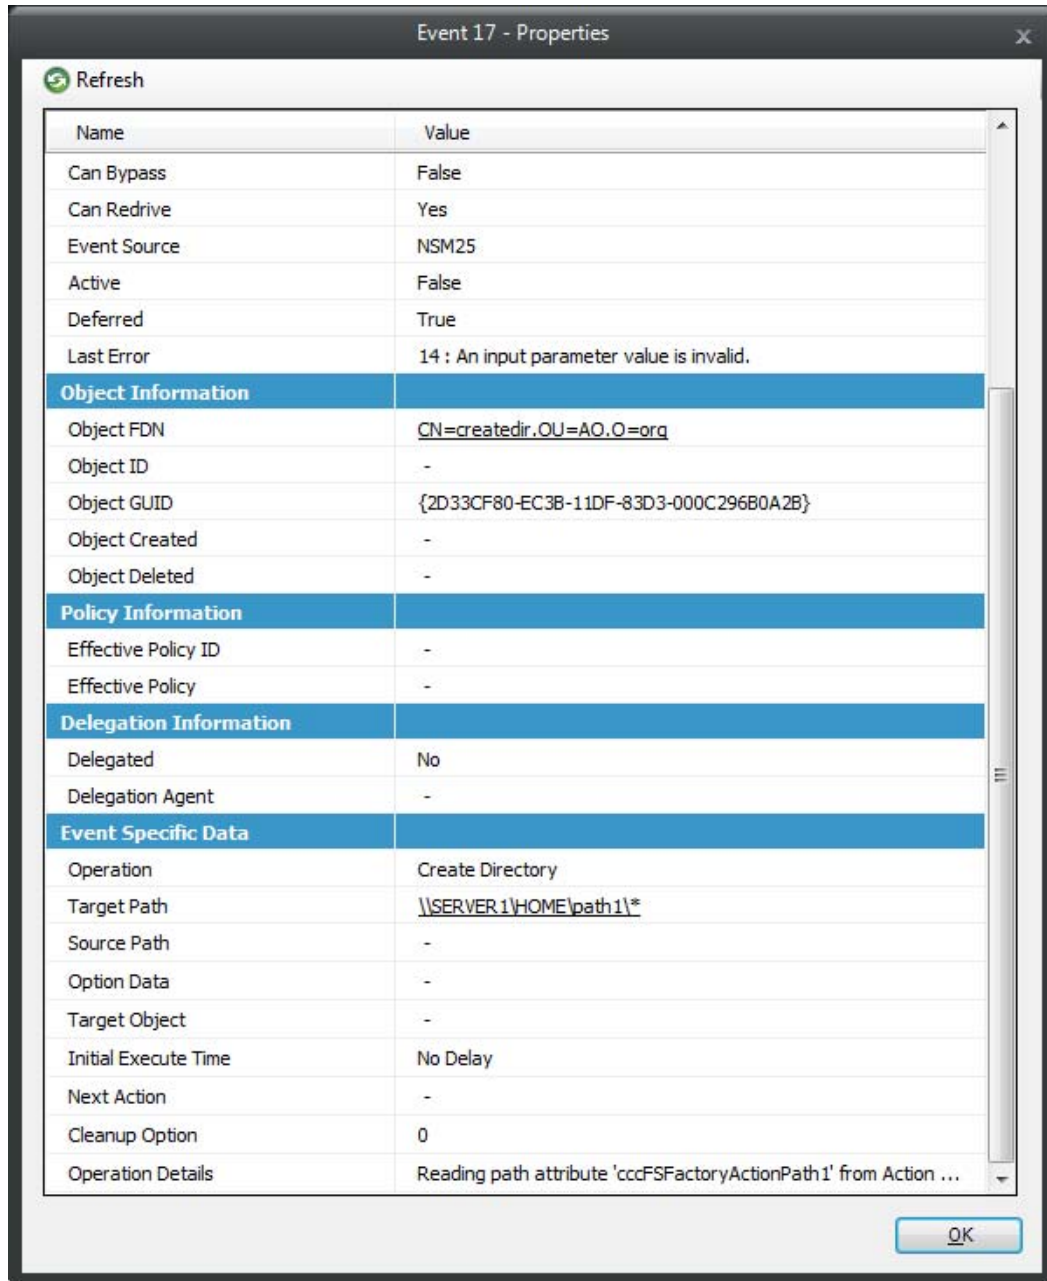 Event 17 - Properties
x
Refresh
Name Value
Can Bypass False
Can Redrive Yes
Event Source NSM25
Active False
Deferred True
Last Error 14 : An input parameter value is invalid.
Object Information
Object FDN CN=createdir.OU=AO.O=org
Object ID -
Object GUID {2D33CF80-EC3B-11DF-83D3-000C296B0A2B}
Object Created -
Object Deleted -
Policy Information
Effective Policy ID -
Effective Policy -
Delegation Information
Delegated No
Delegation Agent -
Event Specific Data
Operation Create Directory
Target Path \\SERVER1\HOME\path1\*
Source Path -
Option Data -
Target Object -
Initial Execute Time No Delay
Next Action -
Cleanup Option 0
Operation Details Reading path attribute 'cccFSFactoryActionPath1' from Action ...
OK